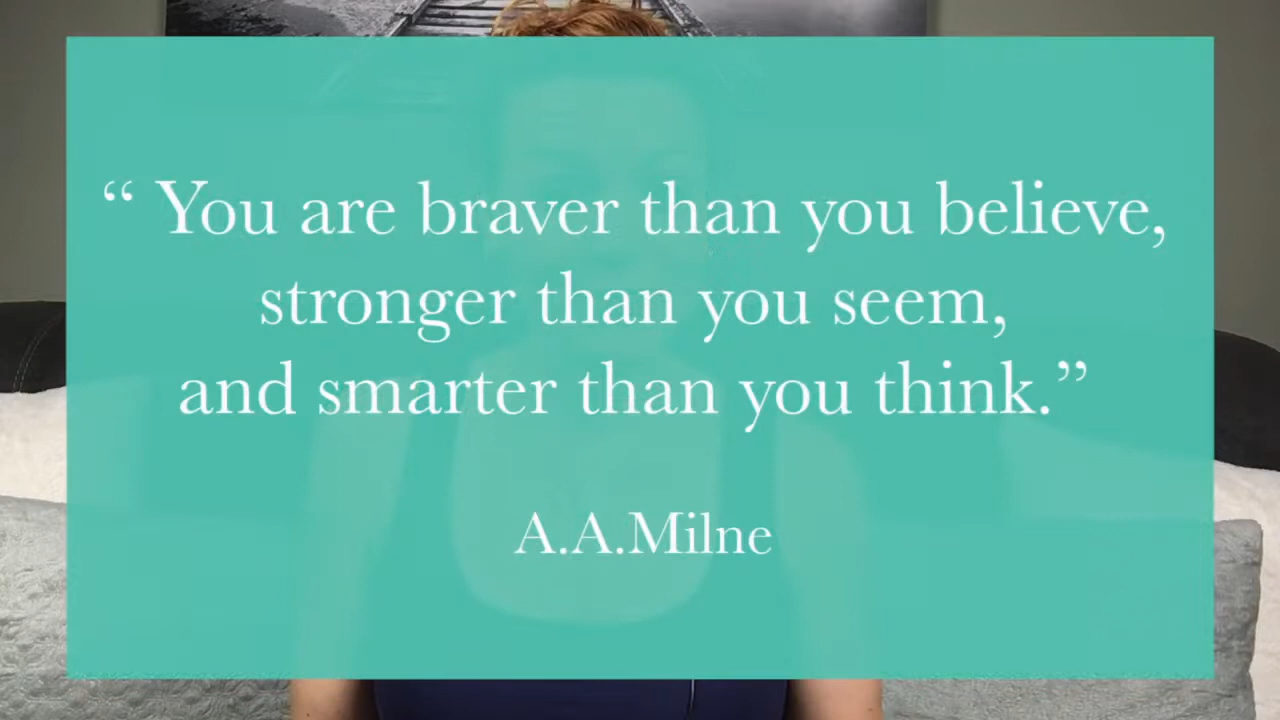 “ You are braver than you believe,
stronger than you seem,
and smarter than you think.”
A.A.Milne